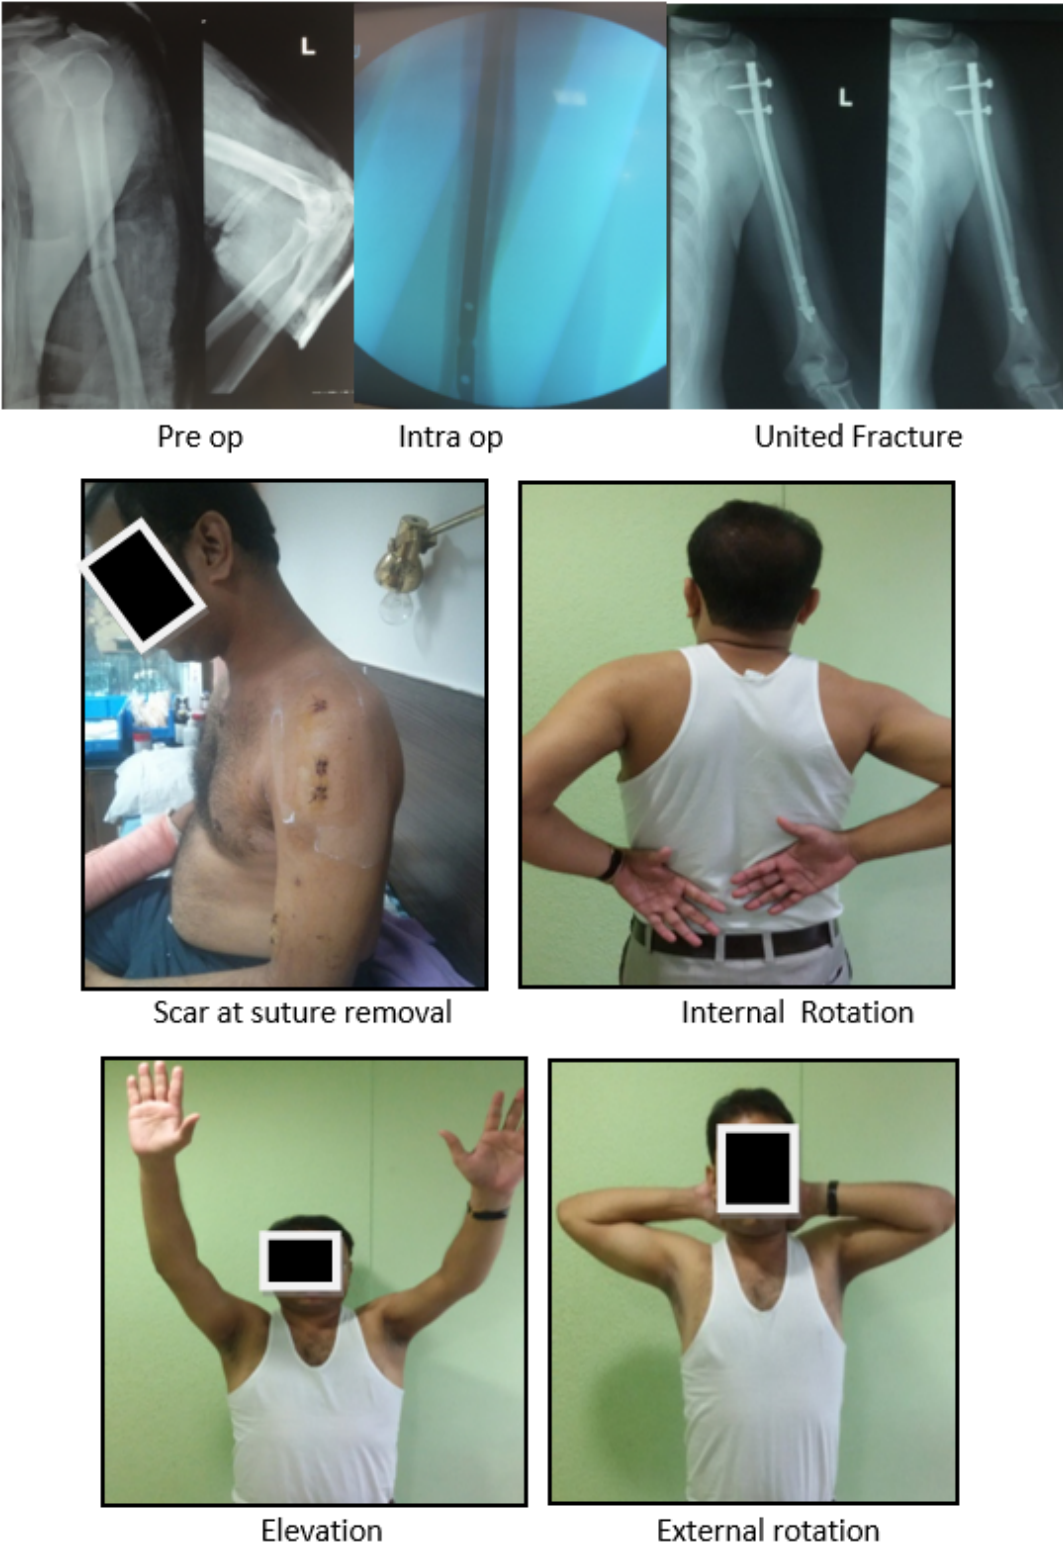 L
L
Pre op
Intra op
United Fracture
Scar at suture removal
Internal Rotation
Elevation
External rotation